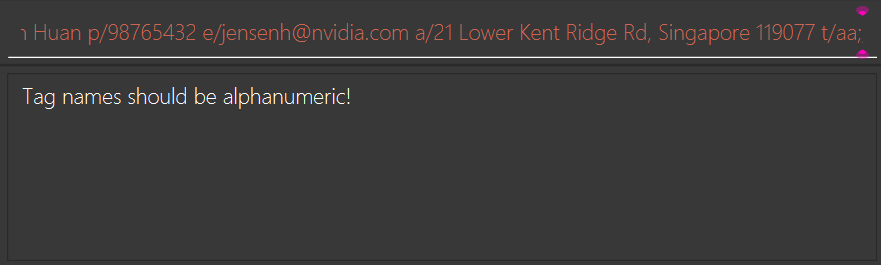 Huan p/98765432 e/jensenh@nvidia.com a/21 Lower Kent Ridge Rd, Singapore 119077 t/aa;
Tag names should be alphanumeric!